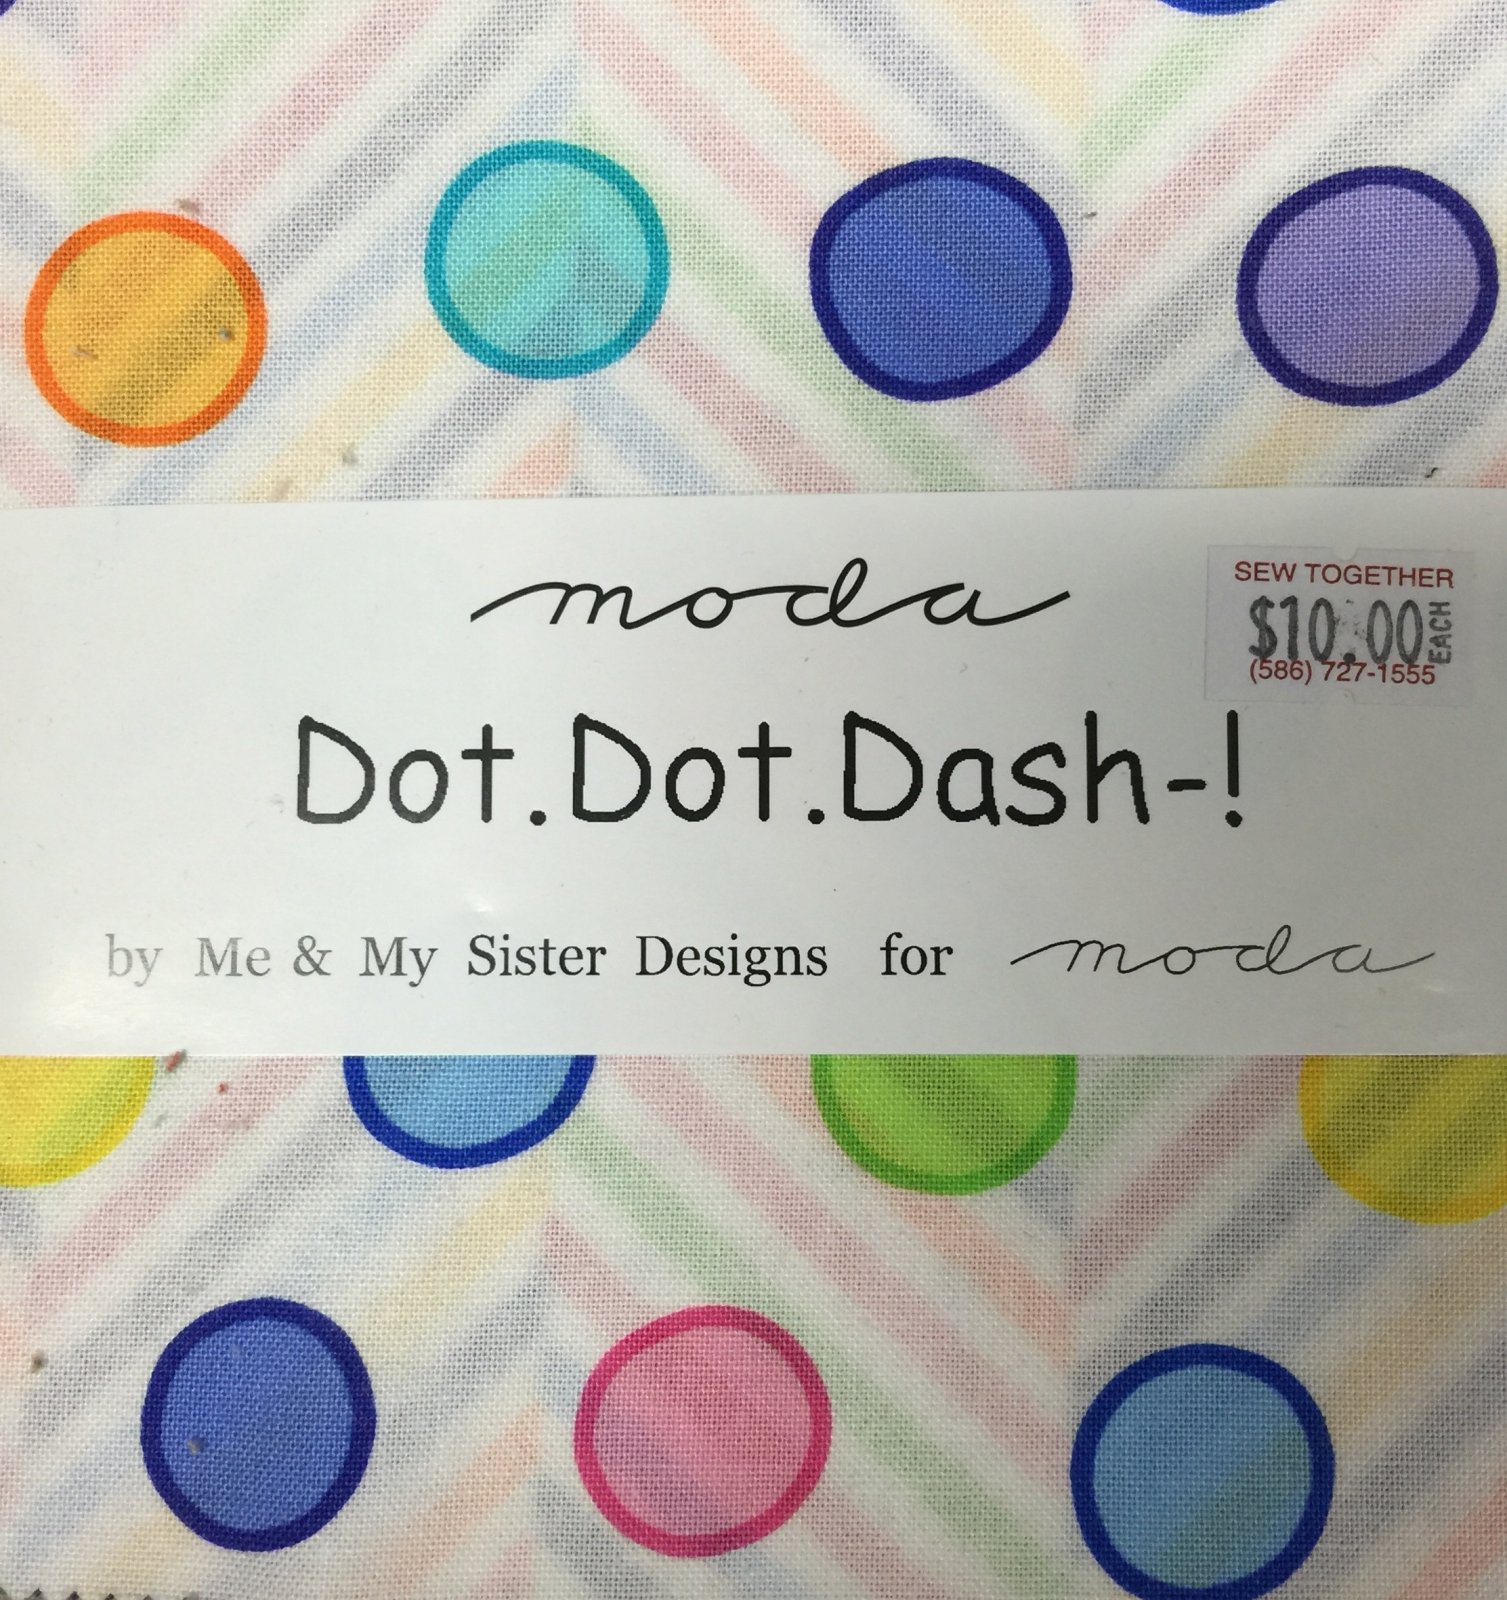 moda
SEW TOGETHER
$10.00 EACH
(586) 727-1555
Dot.Dot.Dash-!
by Me & My Sister Designs for moda